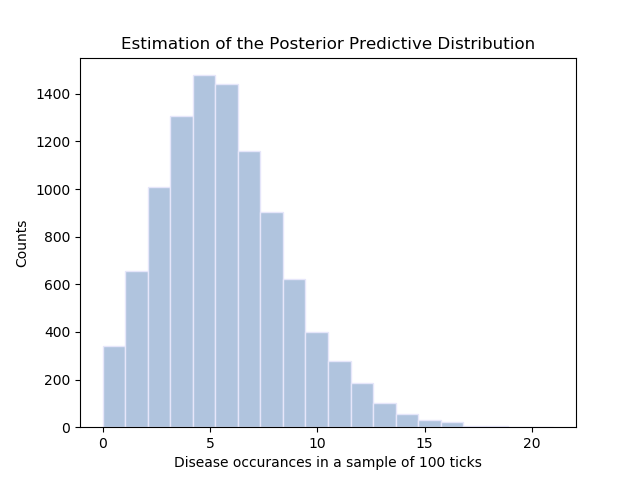 Estimation of the Posterior Predictive Distribution
1400
1200
1000
800
600
400
200
0
Counts
0 5 10 15 20
Disease occurances in a sample of 100 ticks